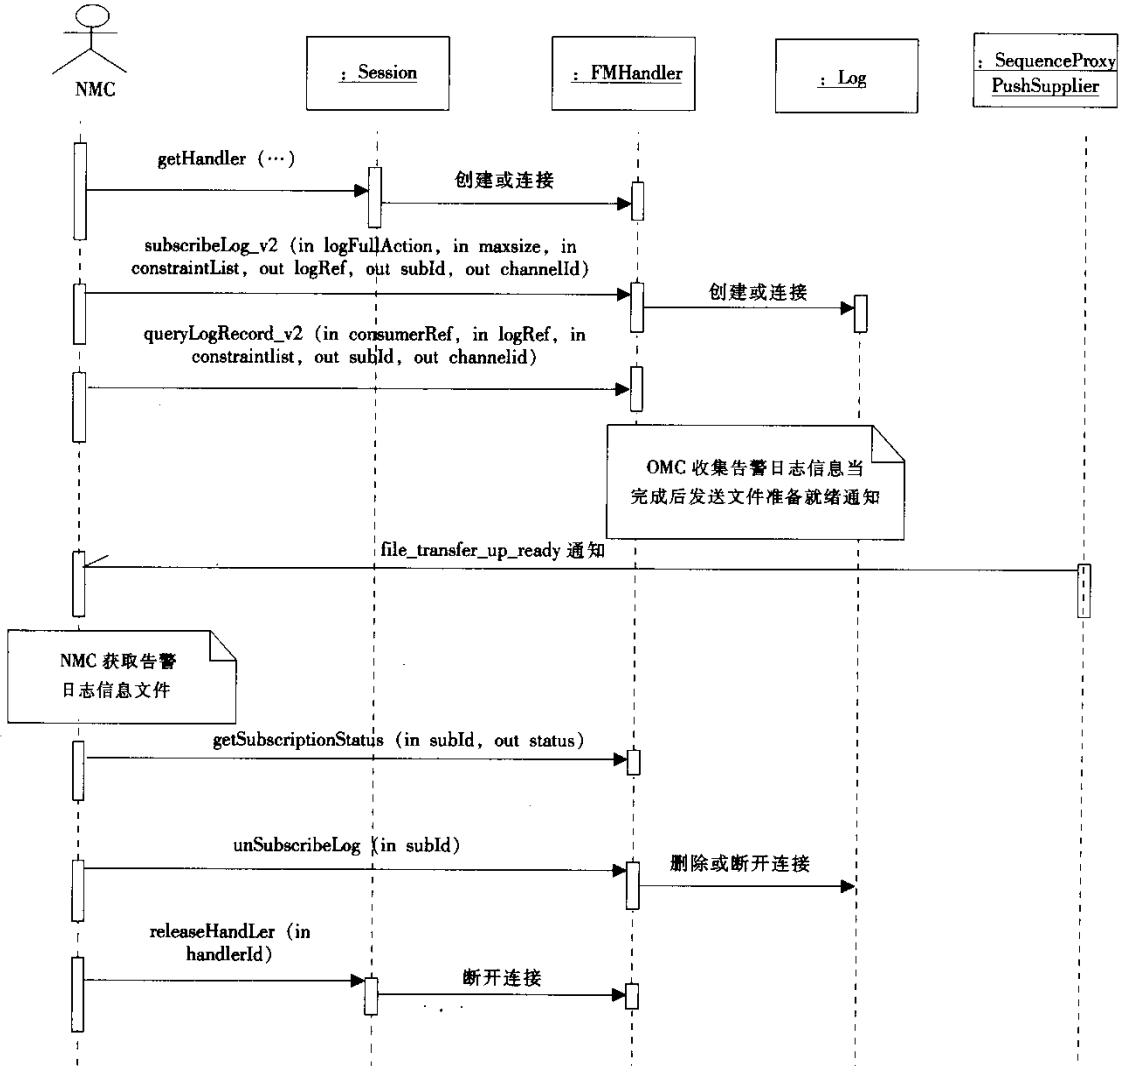 NMC
: Session
: FMHandler
: Log
: SequenceProxy
PushSupplier
getHandler (…)
创建或连接
subscribeLog_v2 (in logFullAction, in maxsize, in
constraintList, out logRef, out subId, out channelId)
创建或连接
queryLogRecord_v2 (in consumerRef, in logRef, in
constraintlist, out subId, out channelid)
OMC 收集告警日志信息当
完成后发送文件准备就绪通知
file_transfer_up_ready 通知
NMC 获取告警
日志信息文件
getSubscriptionStatus (in subId, out status)
unSubscribeLog (in subId)
删除或断开连接
releaseHandLer (in
handlerId)
断开连接